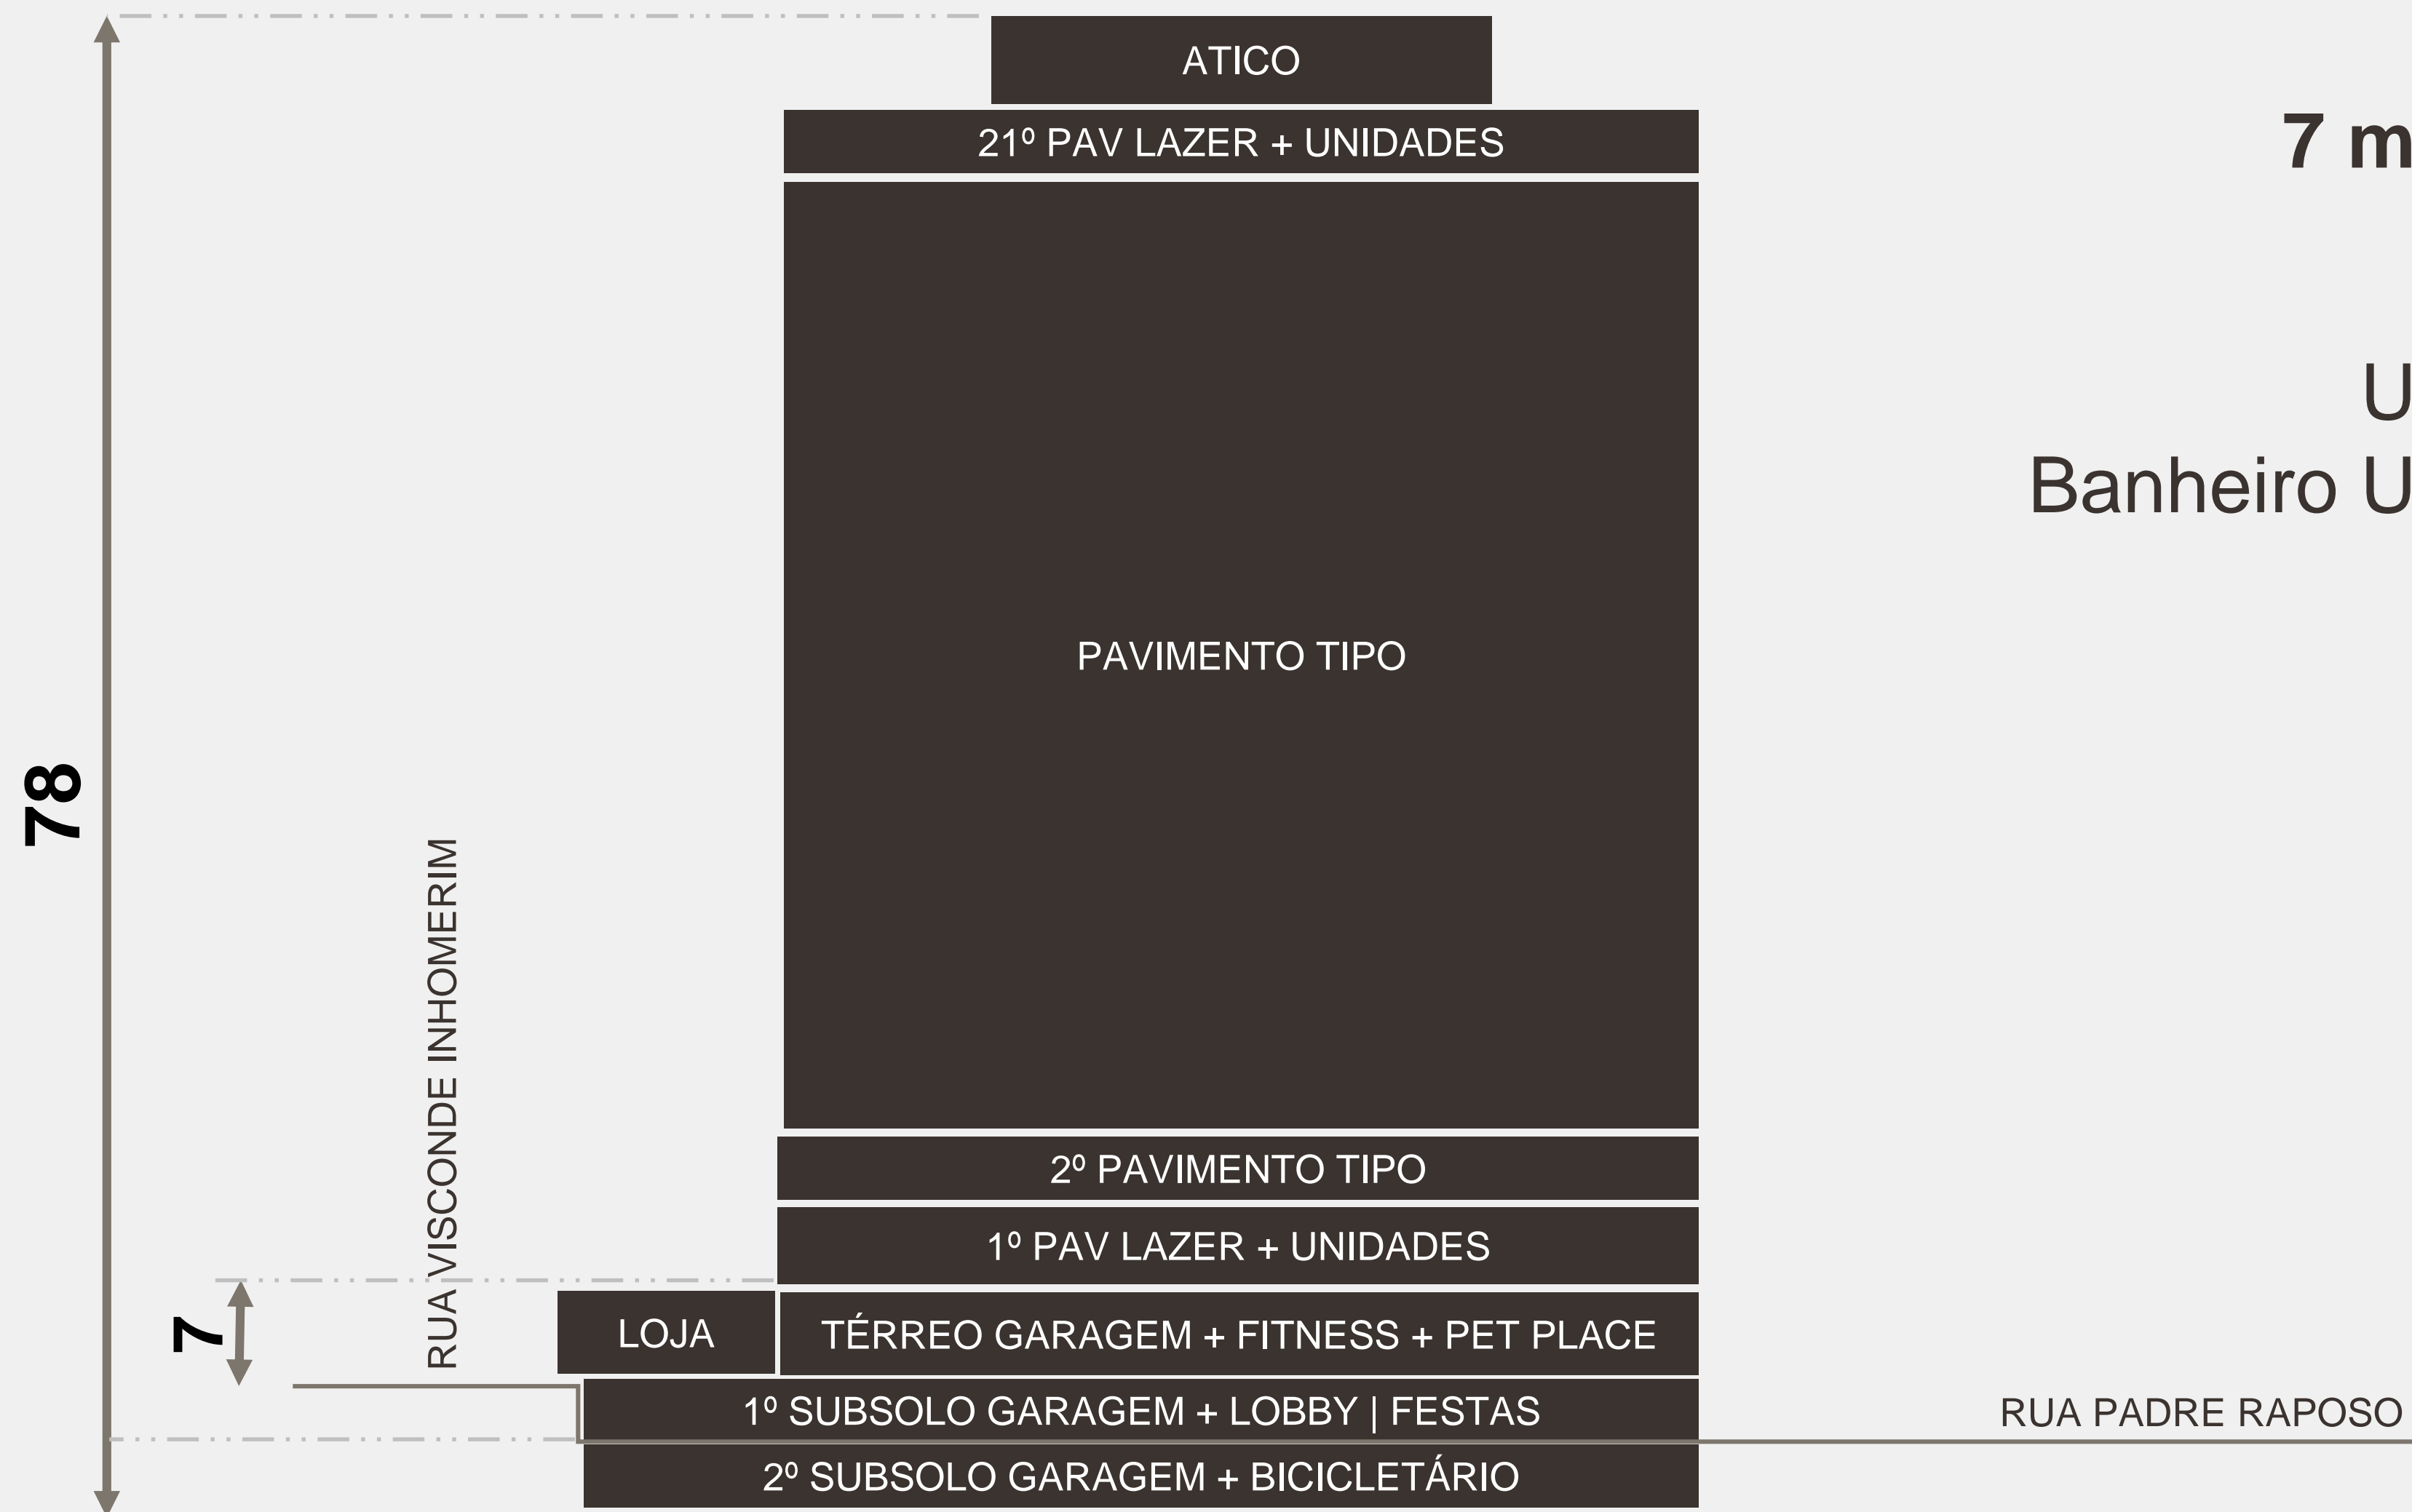 ATICO
21º PAV LAZER + UNIDADES
7 m
U
Banheiro U
PAVIMENTO TIPO
78
RUA VISCONDE INHOMERIM
2º PAVIMENTO TIPO
1º PAV LAZER + UNIDADES
7
LOJA
TÉRREO GARAGEM + FITNESS + PET PLACE
1º SUBSOLO GARAGEM + LOBBY | FESTAS
RUA PADRE RAPOSO
2º SUBSOLO GARAGEM + BICICLETÁRIO